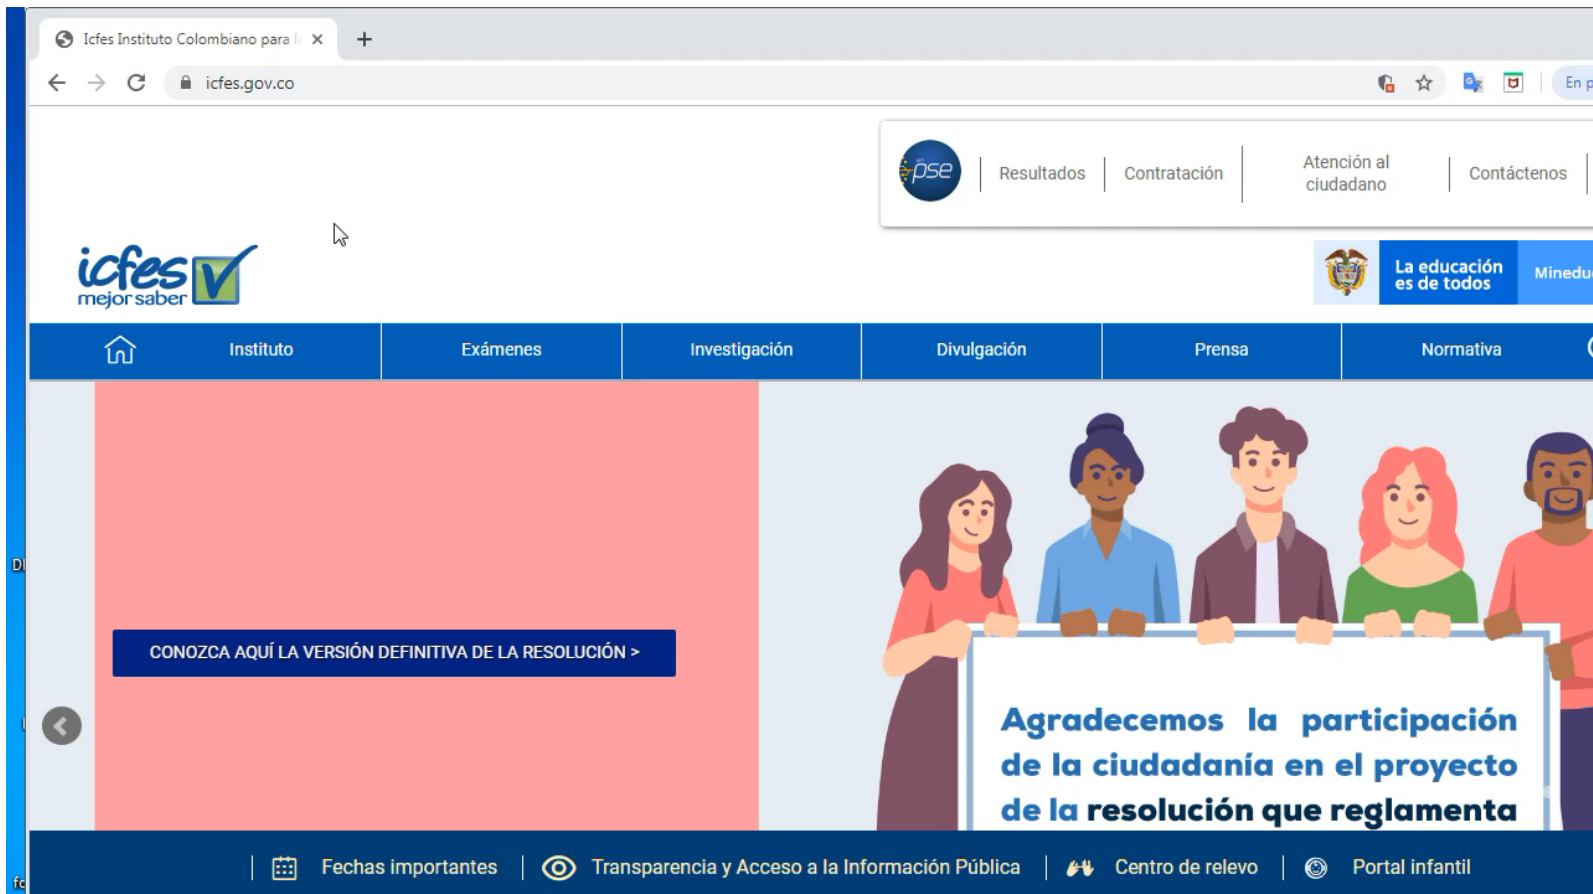 Icfes Instituto Colombiano para l
icfes.gov.co
En p
pse
Resultados
Contratación
Atención al
ciudadano
Contáctenos
icfes
mejor saber
La educación
es de todos
Mineduc
Instituto
Exámenes
Investigación
Divulgación
Prensa
Normativa
CONOZCA AQUÍ LA VERSIÓN DEFINITIVA DE LA RESOLUCIÓN >
Agradecemos la participación
de la ciudadanía en el proyecto
de la resolución que reglamenta
Fechas importantes
Transparencia y Acceso a la Información Pública
Centro de relevo
Portal infantil